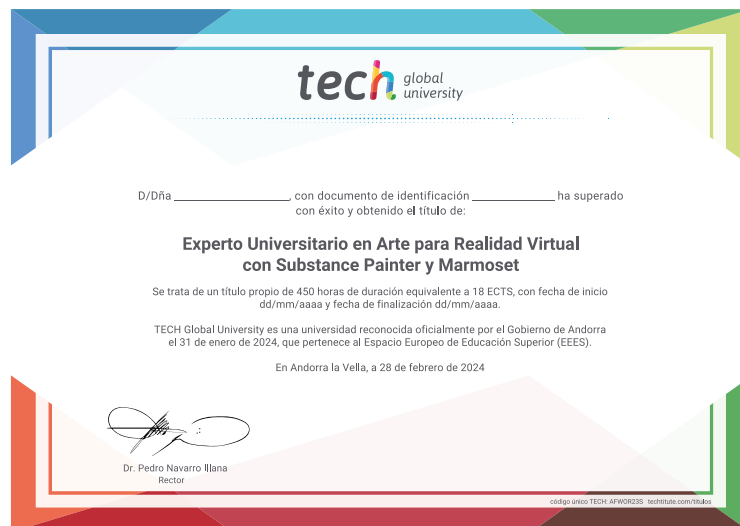 tech global
university
D/Dña ______________, con documento de identificación ____________ ha superado
con éxito y obtenido el título de:
Experto Universitario en Arte para Realidad Virtual
con Substance Painter y Marmoset
Se trata de un título propio de 450 horas de duración equivalente a 18 ECTS, con fecha de inicio
dd/mm/aaaa y fecha de finalización dd/mm/aaaa.
TECH Global University es una universidad reconocida oficialmente por el Gobierno de Andorra
el 31 de enero de 2024, que pertenece al Espacio Europeo de Educación Superior (EEES).
En Andorra la Vella, a 28 de febrero de 2024
Dr. Pedro Navarro Illana
Rector
código único TECH: AFWOR23S techtitute.com/titulos